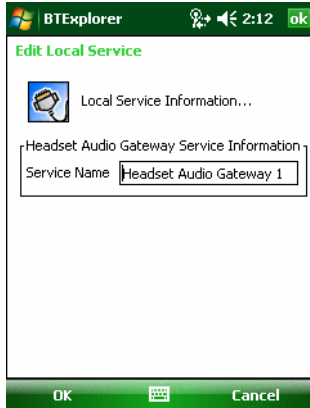 BTExplorer 2:12 ok
Edit Local Service
Local Service Information...
Headset Audio Gateway Service Information
Service Name Headset Audio Gateway 1
OK Cancel